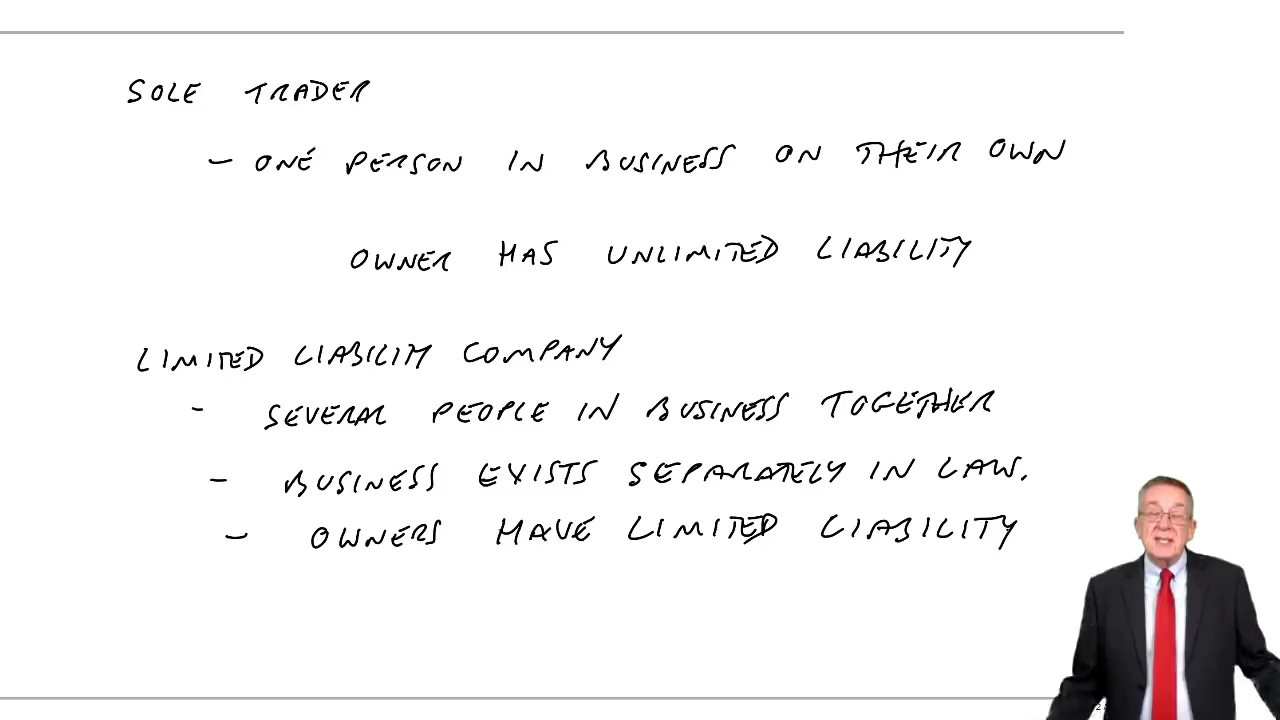 SOLE TRADER
- ONE PERSON IN BUSINESS ON THEIR OWN
OWNER HAS UNLIMITED LIABILITY
LIMITED LIABILITY COMPANY
- SEVERAL PEOPLE IN BUSINESS TOGETHER
- BUSINESS EXISTS SEPARATELY IN LAW.
- OWNERS HAVE LIMITED LIABILITY